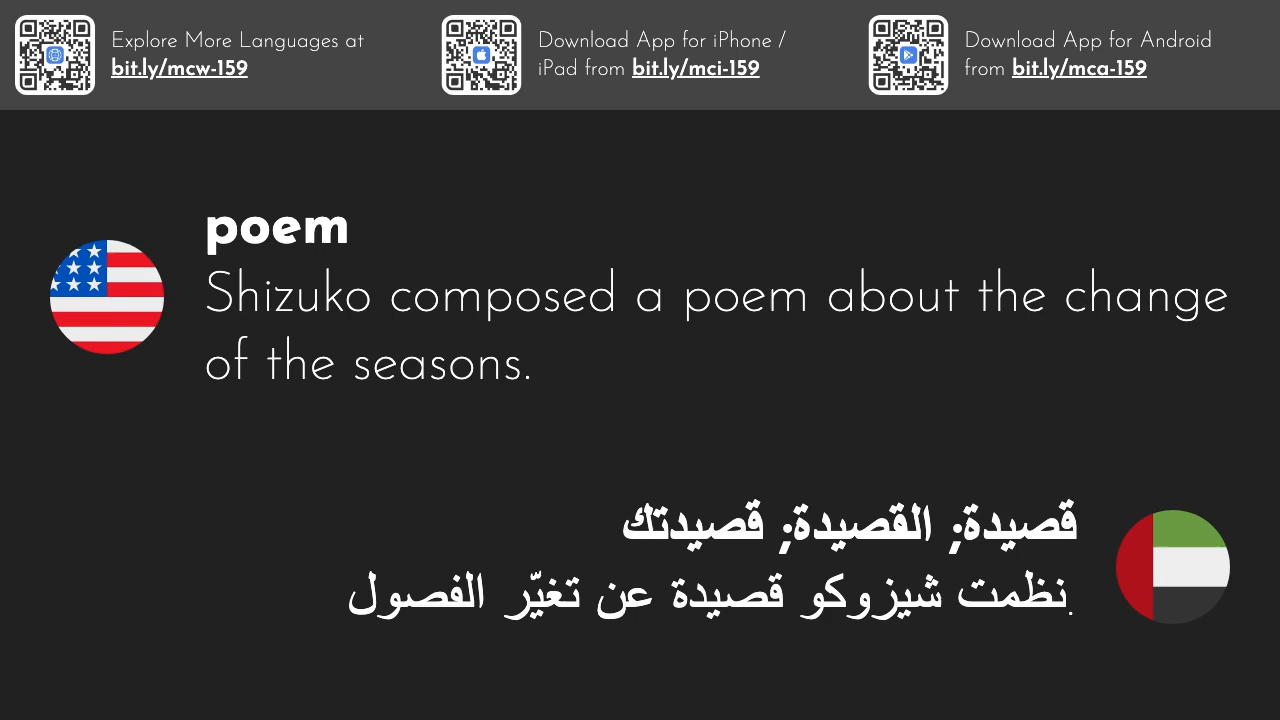 Explore More Languages at
bit.ly/mcw-159
Download App for iPhone /
iPad from bit.ly/mci-159
Download App for Android
from bit.ly/mca-159
poem
Shizuko composed a poem about the change
of the seasons.
قصيدة; القصيدة; قصيدتك
نظمت شيزوكو قصيدة عن تغيّر الفصول.